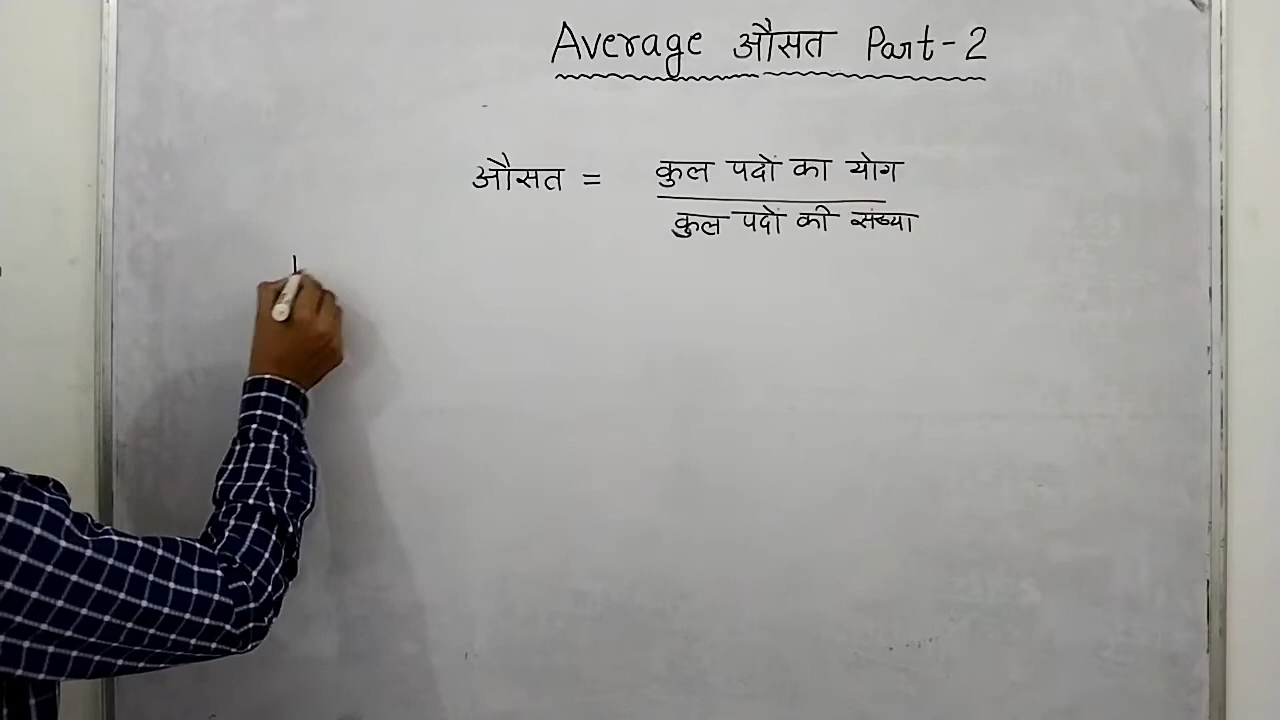 Average औसत Part-2
औसत = कुल पदों का योग
कुल पदों की संख्या